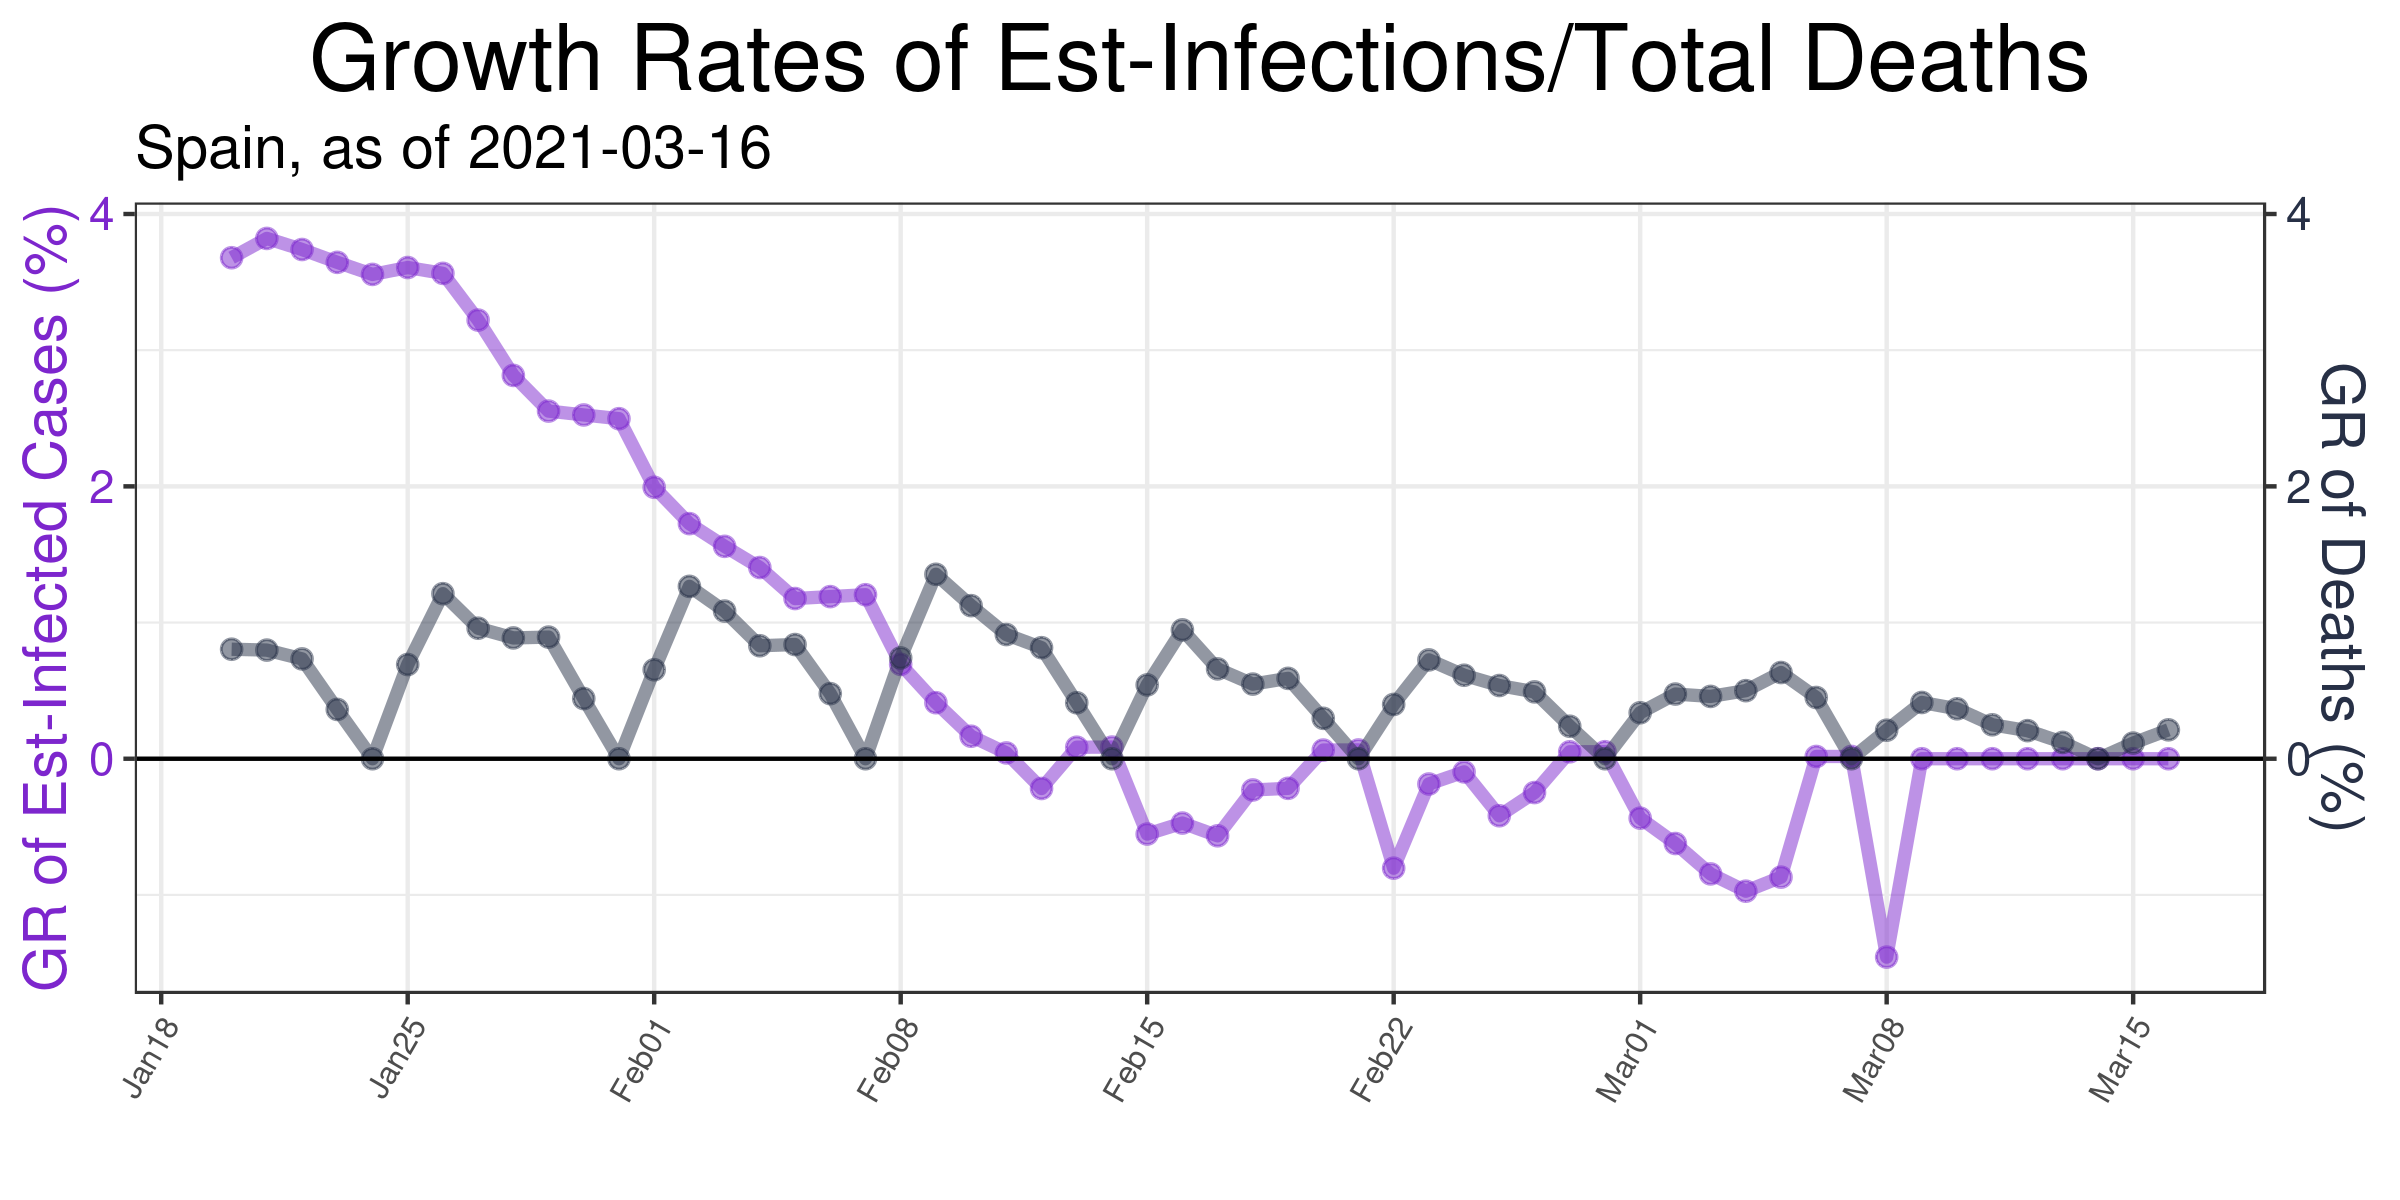 Growth Rates of Est-Infections/Total Deaths
Spain, as of 2021-03-16
GR of Est-Infected Cases (%)
4
2
0
4
2
0
GR of Deaths (%)
Jan18
Jan25
Feb01
Feb08
Feb15
Feb22
Mar01
Mar08
Mar15